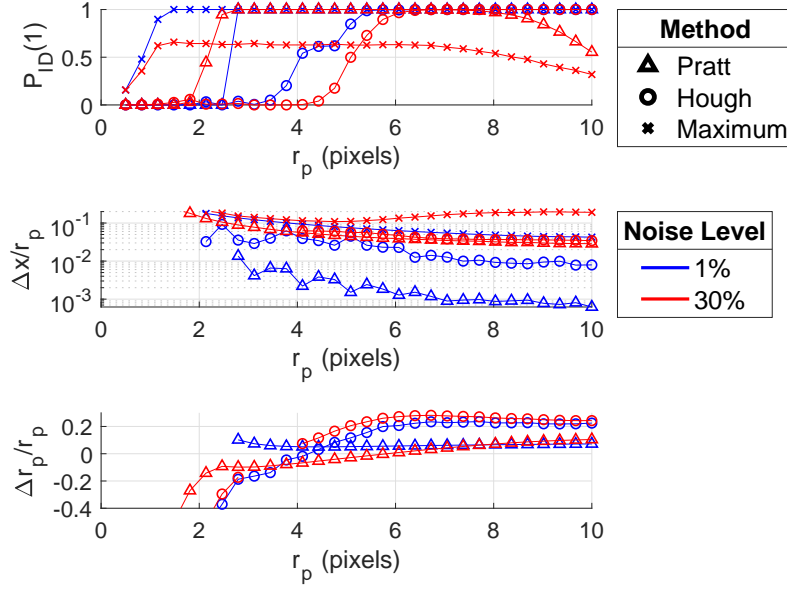 P_ID(1)
1
0.5
0
0 2 4 6 8 10
r_p (pixels)
Method
Pratt
Hough
Maximum
Δx/r_p
10^-1
10^-2
10^-3
0 2 4 6 8 10
r_p (pixels)
Noise Level
1%
30%
Δr_p/r_p
0.2
0
-0.2
-0.4
0 2 4 6 8 10
r_p (pixels)